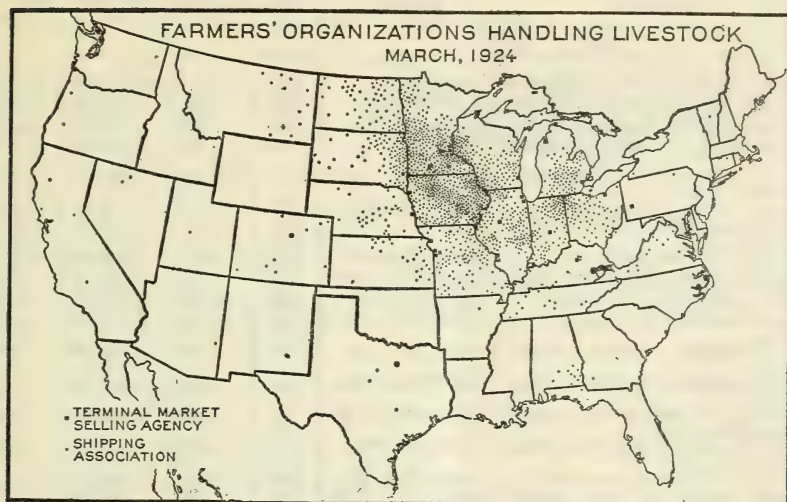 FARMERS' ORGANIZATIONS HANDLING LIVESTOCK
MARCH, 1924
TERMINAL MARKET
SELLING AGENCY
SHIPPING
ASSOCIATION